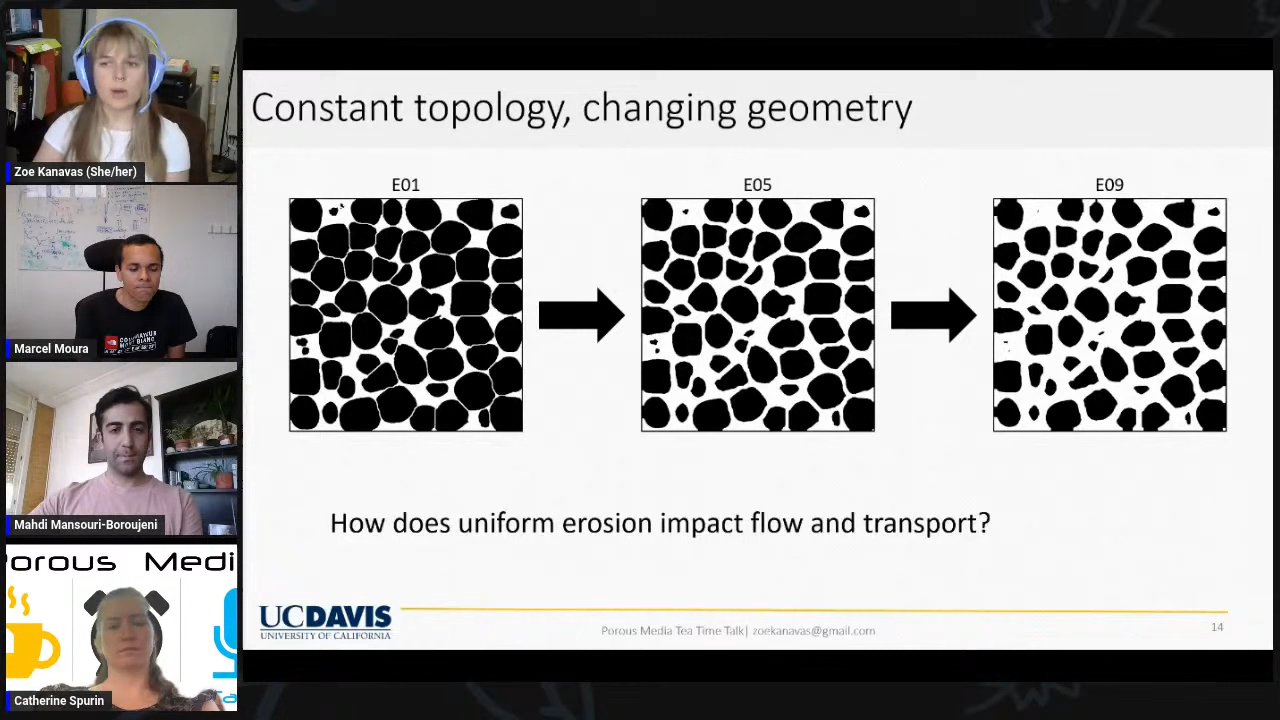 Constant topology, changing geometry
E01
E05
E09
How does uniform erosion impact flow and transport?
UCDAVIS
UNIVERSITY OF CALIFORNIA
Porous Media Tea Time Talk| zoekanavas@gmail.com
14
Zoe Kanavas (She/her)
Marcel Moura
Mahdi Mansouri-Boroujeni
Porous Medi
Catherine Spurin